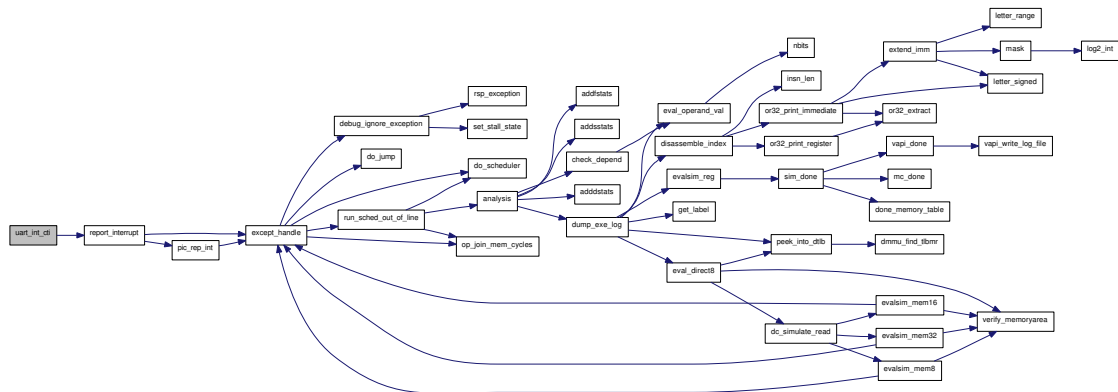 uart_int_cti
report_interrupt
pic_rep_int
except_handle
debug_ignore_exception
do_jump
do_scheduler
run_sched_out_of_line
op_join_mem_cycles
rsp_exception
set_stall_state
analysis
addfstats
addsstats
check_depend
adddstats
dump_exe_log
eval_operand_val
disassemble_index
evalsim_reg
get_label
eval_direct8
nbits
insn_len
or32_print_immediate
or32_print_register
sim_done
peek_into_dtlb
dc_simulate_read
extend_imm
or32_extract
vapi_done
mc_done
done_memory_table
dmmu_find_tlbmr
evalsim_mem16
evalsim_mem32
evalsim_mem8
letter_range
mask
letter_signed
vapi_write_log_file
verify_memoryarea
log2_int